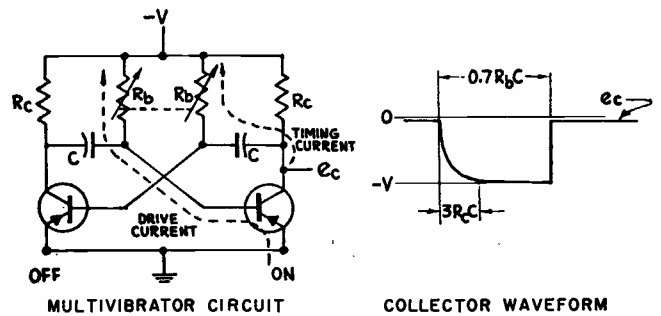 -V
Rc
Rb
Rb
Rc
C
C
TIMING
CURRENT
ec
DRIVE
CURRENT
OFF
ON
MULTIVIBRATOR CIRCUIT
0.7RbC
O
ec
-V
3RcC
COLLECTOR WAVEFORM